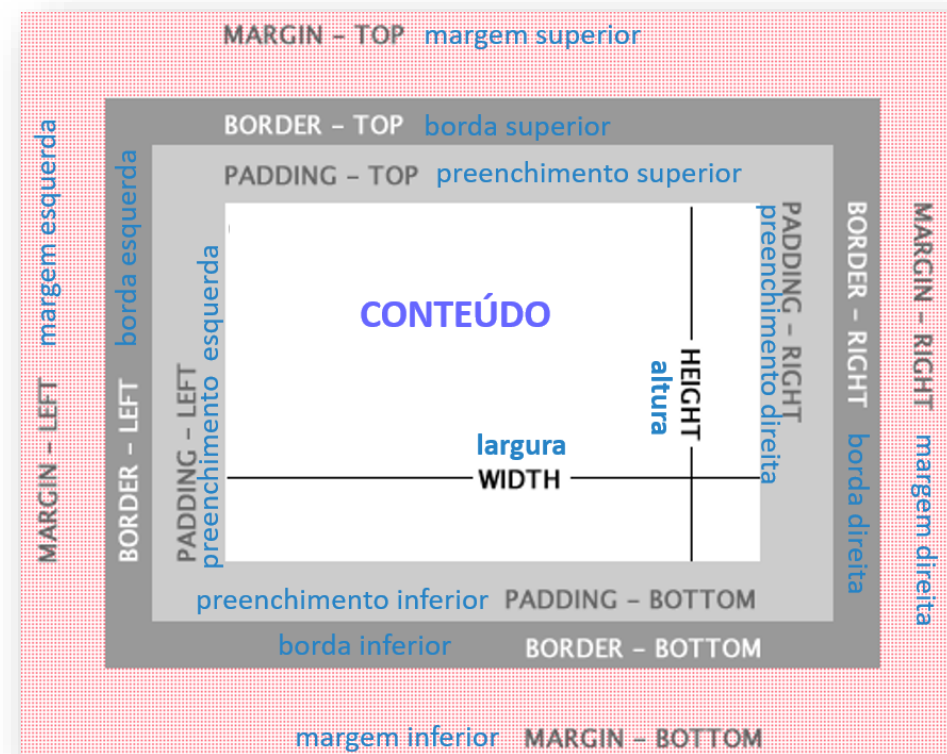 MARGIN – TOP margem superior
BORDER – TOP borda superior
PADDING – TOP preenchimento superior
MARGIN – LEFT margem esquerda
BORDER – LEFT borda esquerda
PADDING – LEFT
preenchimento esquerda
CONTEÚDO
HEIGHT
altura
largura
WIDTH
PADDING – RIGHT
preenchimento direita
BORDER – RIGHT borda direita
MARGIN – RIGHT margem direita
preenchimento inferior PADDING – BOTTOM
borda inferior BORDER – BOTTOM
margem inferior MARGIN – BOTTOM